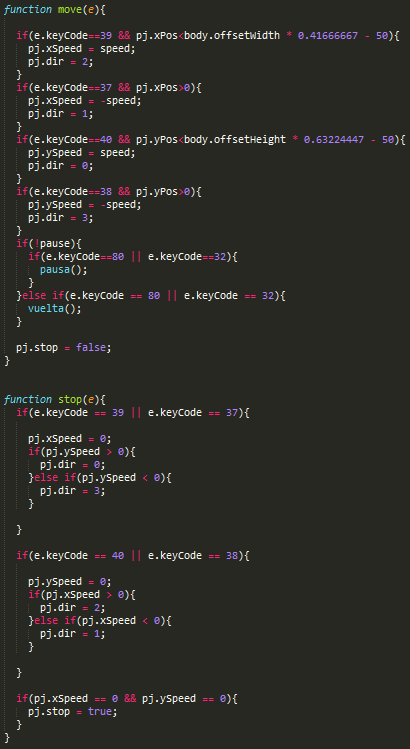 function move(e){
if(e.keyCode==39 && pj.xPos<body.offsetWidth * 0.41666667 - 50){
pj.xSpeed = speed;
pj.dir = 2;
}
if(e.keyCode==37 && pj.xPos>0){
pj.xSpeed = -speed;
pj.dir = 1;
}
if(e.keyCode==40 && pj.yPos<body.offsetHeight * 0.63224447 - 50){
pj.ySpeed = speed;
pj.dir = 0;
}
if(e.keyCode==38 && pj.yPos>0){
pj.ySpeed = -speed;
pj.dir = 3;
}
if(!pause){
if(e.keyCode==80 || e.keyCode==32){
pausa();
}
}else if(e.keyCode == 80 || e.keyCode == 32){
vuelta();
}
pj.stop = false;
}
function stop(e){
if(e.keyCode == 39 || e.keyCode == 37){
pj.xSpeed = 0;
if(pj.ySpeed > 0){
pj.dir = 0;
}else if(pj.ySpeed < 0){
pj.dir = 3;
}
}
if(e.keyCode == 40 || e.keyCode == 38){
pj.ySpeed = 0;
if(pj.xSpeed > 0){
pj.dir = 2;
}else if(pj.xSpeed < 0){
pj.dir = 1;
}
}
if(pj.xSpeed == 0 && pj.ySpeed == 0){
pj.stop = true;
}
}